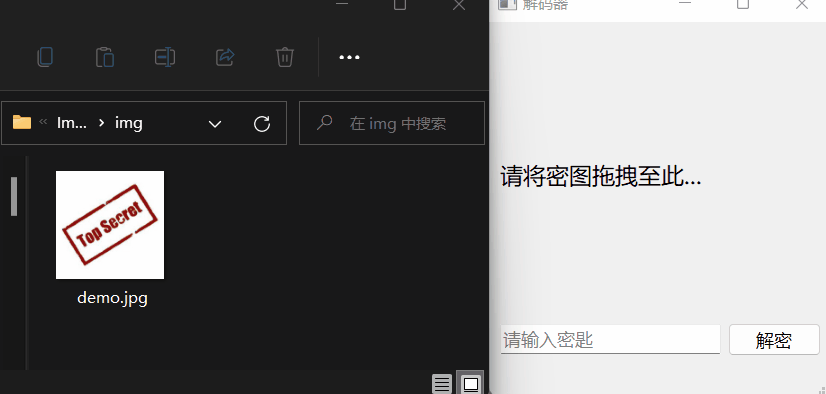 解码器
Im... › img
在 img 中搜索
Top Secret
demo.jpg
请将密图拖拽至此...
请输入密匙
解密